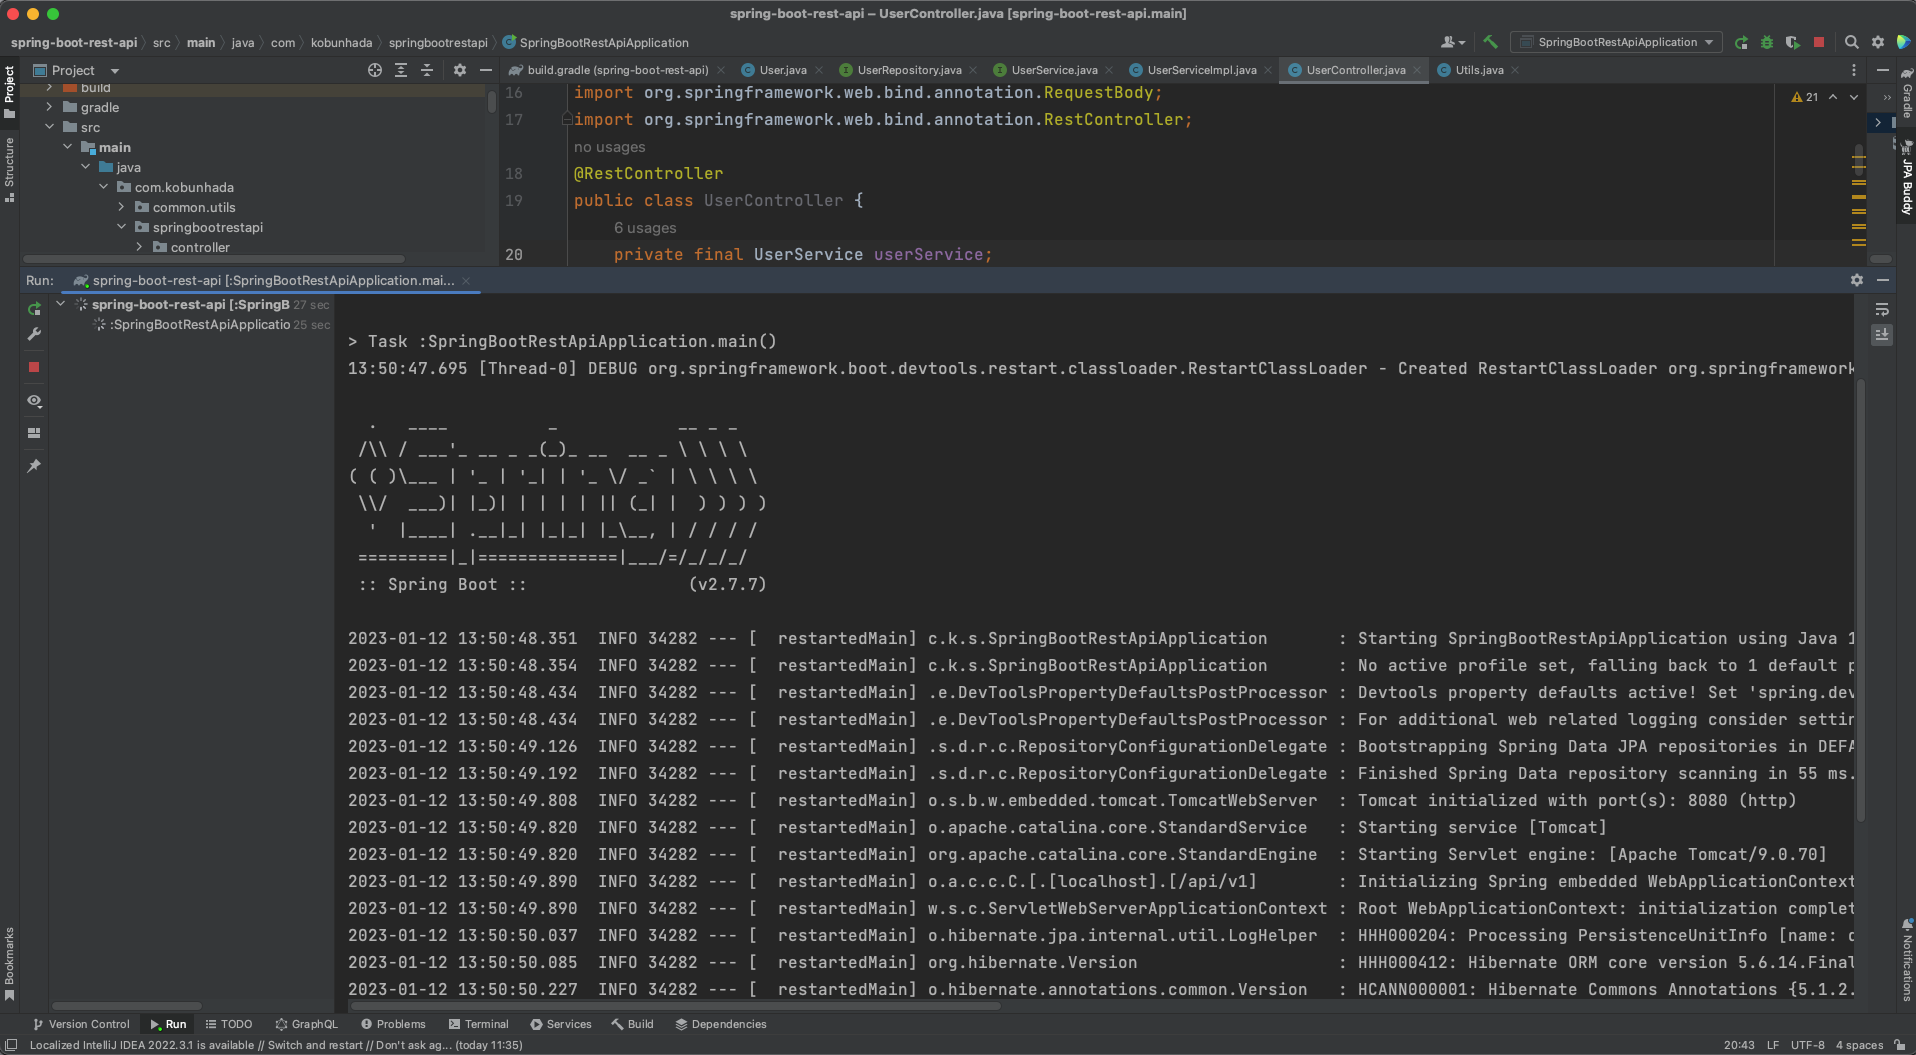 spring-boot-rest-api – UserController.java [spring-boot-rest-api.main]
spring-boot-rest-api src main java com kobunhada springbootrestapi SpringBootRestApiApplication
SpringBootRestApiApplication
Project
build.gradle (spring-boot-rest-api) User.java UserRepository.java UserService.java UserServiceImpl.java UserController.java Utils.java
Project
Structure
build
gradle
src
main
java
com.kobunhada
common.utils
springbootrestapi
controller
16 import org.springframework.web.bind.annotation.RequestBody;
17 import org.springframework.web.bind.annotation.RestController;
no usages
18 @RestController
19 public class UserController {
6 usages
20 private final UserService userService;
21
Gradle
JPA Buddy
Run: spring-boot-rest-api [:SpringBootRestApiApplication.mai...
spring-boot-rest-api [:SpringB 27 sec
:SpringBootRestApiApplicatio 25 sec
> Task :SpringBootRestApiApplication.main()
13:50:47.695 [Thread-0] DEBUG org.springframework.boot.devtools.restart.classloader.RestartClassLoader - Created RestartClassLoader org.springframework
  .   ____          _            __ _ _
 /\\ / ___'_ __ _ _(_)_ __  __ _ \ \ \ \
( ( )\___ | '_ | '_| | '_ \/ _` | \ \ \ \
 \\/  ___)| |_)| | | | | || (_| |  ) ) ) )
  '  |____| .__|_| |_|_| |_\__, | / / / /
 =========|_|==============|___/=/_/_/_/
 :: Spring Boot ::                (v2.7.7)
2023-01-12 13:50:48.351  INFO 34282 --- [  restartedMain] c.k.s.SpringBootRestApiApplication       : Starting SpringBootRestApiApplication using Java 1
2023-01-12 13:50:48.354  INFO 34282 --- [  restartedMain] c.k.s.SpringBootRestApiApplication       : No active profile set, falling back to 1 default p
2023-01-12 13:50:48.434  INFO 34282 --- [  restartedMain] .e.DevToolsPropertyDefaultsPostProcessor : Devtools property defaults active! Set 'spring.dev
2023-01-12 13:50:48.434  INFO 34282 --- [  restartedMain] .e.DevToolsPropertyDefaultsPostProcessor : For additional web related logging consider settin
2023-01-12 13:50:49.126  INFO 34282 --- [  restartedMain] .s.d.r.c.RepositoryConfigurationDelegate : Bootstrapping Spring Data JPA repositories in DEFA
2023-01-12 13:50:49.192  INFO 34282 --- [  restartedMain] .s.d.r.c.RepositoryConfigurationDelegate : Finished Spring Data repository scanning in 55 ms.
2023-01-12 13:50:49.808  INFO 34282 --- [  restartedMain] o.s.b.w.embedded.tomcat.TomcatWebServer  : Tomcat initialized with port(s): 8080 (http)
2023-01-12 13:50:49.820  INFO 34282 --- [  restartedMain] o.apache.catalina.core.StandardService   : Starting service [Tomcat]
2023-01-12 13:50:49.820  INFO 34282 --- [  restartedMain] org.apache.catalina.core.StandardEngine  : Starting Servlet engine: [Apache Tomcat/9.0.70]
2023-01-12 13:50:49.890  INFO 34282 --- [  restartedMain] o.a.c.c.C.[.[localhost].[/api/v1]        : Initializing Spring embedded WebApplicationContext
2023-01-12 13:50:49.890  INFO 34282 --- [  restartedMain] w.s.c.ServletWebServerApplicationContext : Root WebApplicationContext: initialization complet
2023-01-12 13:50:50.037  INFO 34282 --- [  restartedMain] o.hibernate.jpa.internal.util.LogHelper  : HHH000204: Processing PersistenceUnitInfo [name: d
2023-01-12 13:50:50.085  INFO 34282 --- [  restartedMain] org.hibernate.Version                    : HHH000412: Hibernate ORM core version 5.6.14.Final
2023-01-12 13:50:50.227  INFO 34282 --- [  restartedMain] o.hibernate.annotations.common.Version   : HCANN000001: Hibernate Commons Annotations {5.1.2.
Bookmarks
Notifications
Version Control Run TODO GraphQL Problems Terminal Services Build Dependencies
Localized IntelliJ IDEA 2022.3.1 is available // Switch and restart // Don't ask ag... (today 11:35) 20:43 LF UTF-8 4 spaces